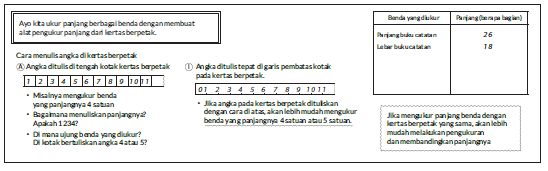 Ayo kita ukur panjang berbagai benda dengan membuat
alat pengukur panjang dari kertas berpetak.
Cara menulis angka di kertas berpetak
Ⓐ Angka ditulis di tengah kotak kertas berpetak
1 2 3 4 5 6 7 8 9 10 11
• Misalnya mengukur benda
yang panjangnya 4 satuan
• Bagaimana menuliskan panjangnya?
Apakah 1 2 3 4?
• Di mana ujung benda yang diukur?
Di kotak bertuliskan angka 4 atau 5?
Ⓘ Angka ditulis tepat di garis pembatas kotak
pada kertas berpetak.
0 1 2 3 4 5 6 7 8 9 10 11
• Jika angka pada kertas berpetak dituliskan
dengan cara di atas, akan lebih mudah mengukur
benda yang panjangnya 4 satuan atau 5 satuan.
Benda yang diukur Panjang (berapa bagian)
Panjang buku catatan 26
Lebar buku catatan 18
Jika mengukur panjang benda dengan
kertas berpetak yang sama, akan lebih
mudah melakukan pengukuran
dan membandingkan panjangnya